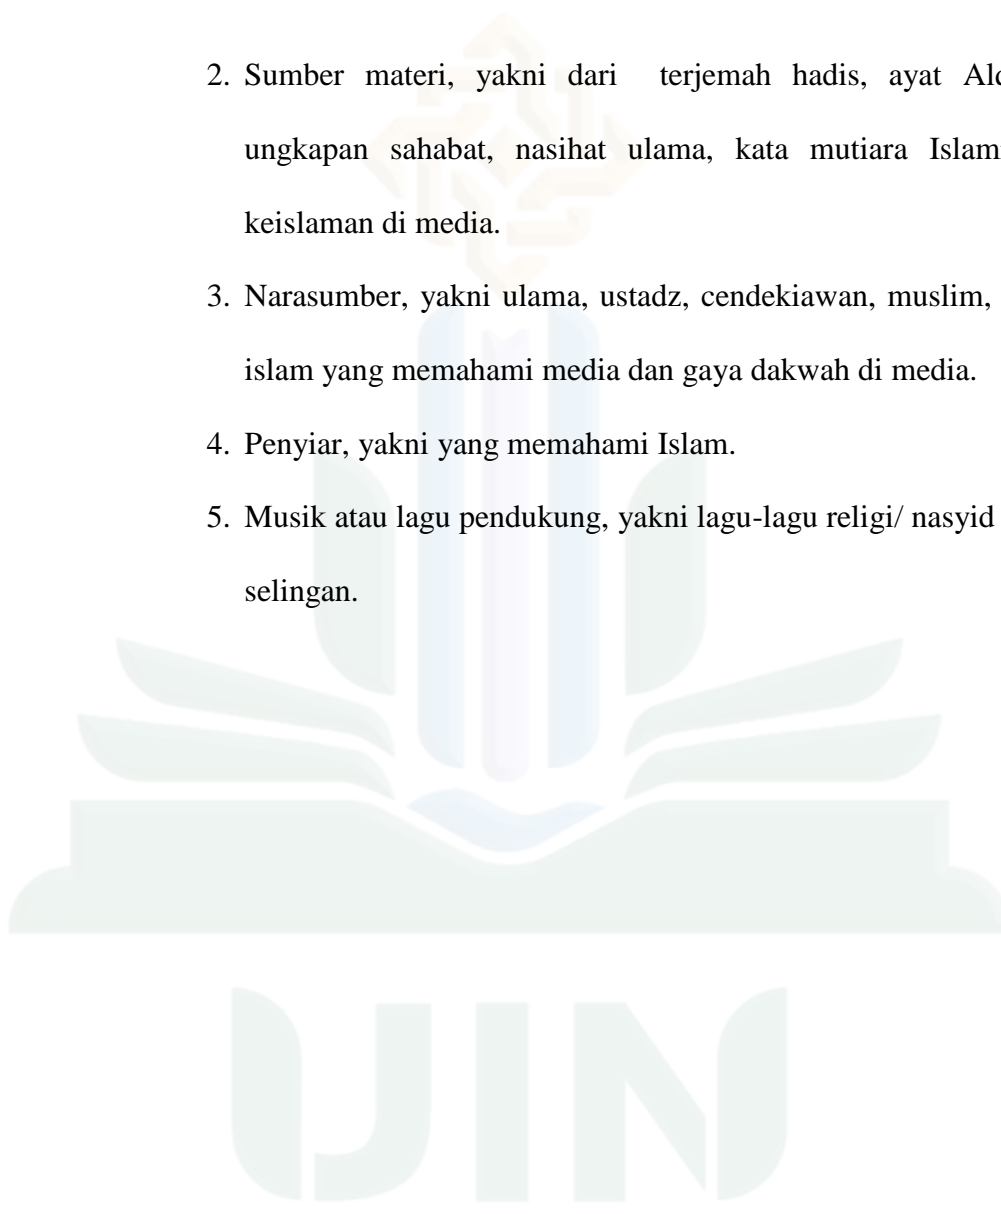 2. Sumber materi, yakni dari terjemah hadis, ayat
ungkapan sahabat, nasihat ulama, kata mutiara
keislaman di media.
3. Narasumber, yakni ulama, ustadz, cendekiawan, muslim,
islam yang memahami media dan gaya dakwah di media.
4. Penyiar, yakni yang memahami Islam.
5. Musik atau lagu pendukung, yakni lagu-lagu religi/ nasyid
selingan.
UIN